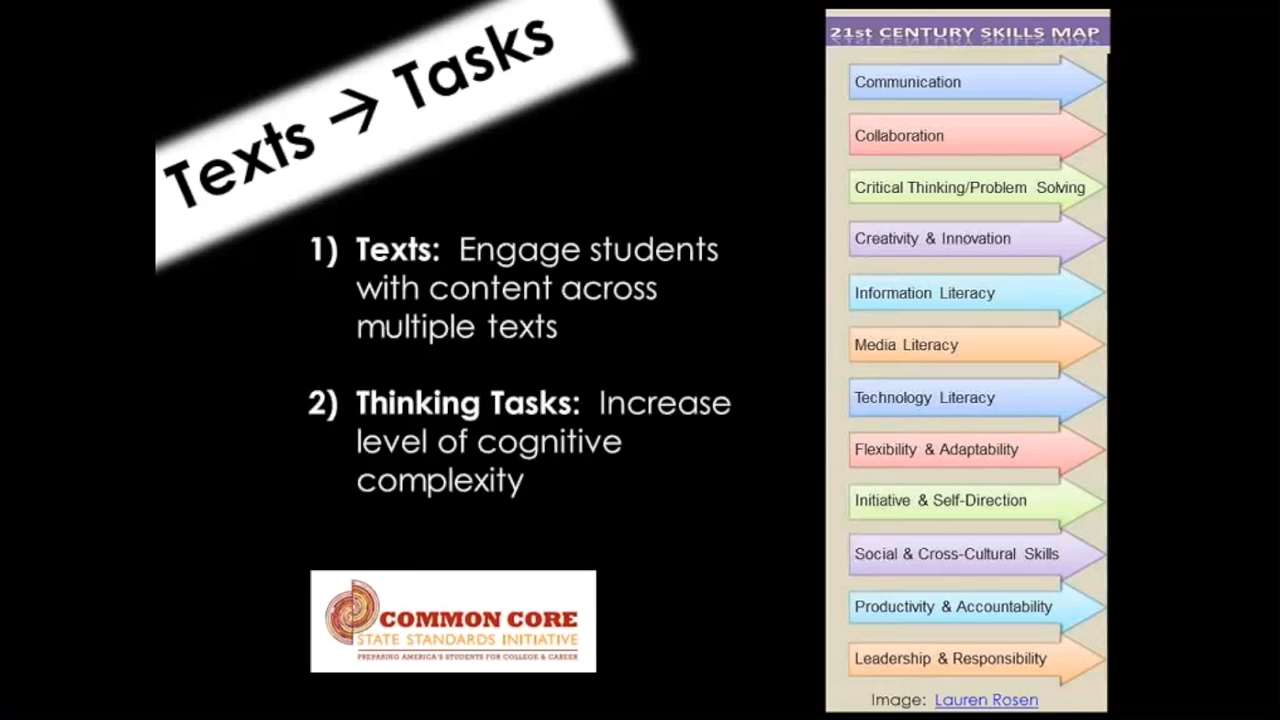 Texts → Tasks
1) Texts: Engage students
with content across
multiple texts
2) Thinking Tasks: Increase
level of cognitive
complexity
COMMON CORE
STATE STANDARDS INITIATIVE
PREPARING AMERICA'S STUDENTS FOR COLLEGE & CAREER
21st CENTURY SKILLS MAP
Communication
Collaboration
Critical Thinking/Problem Solving
Creativity & Innovation
Information Literacy
Media Literacy
Technology Literacy
Flexibility & Adaptability
Initiative & Self-Direction
Social & Cross-Cultural Skills
Productivity & Accountability
Leadership & Responsibility
Image: Lauren Rosen